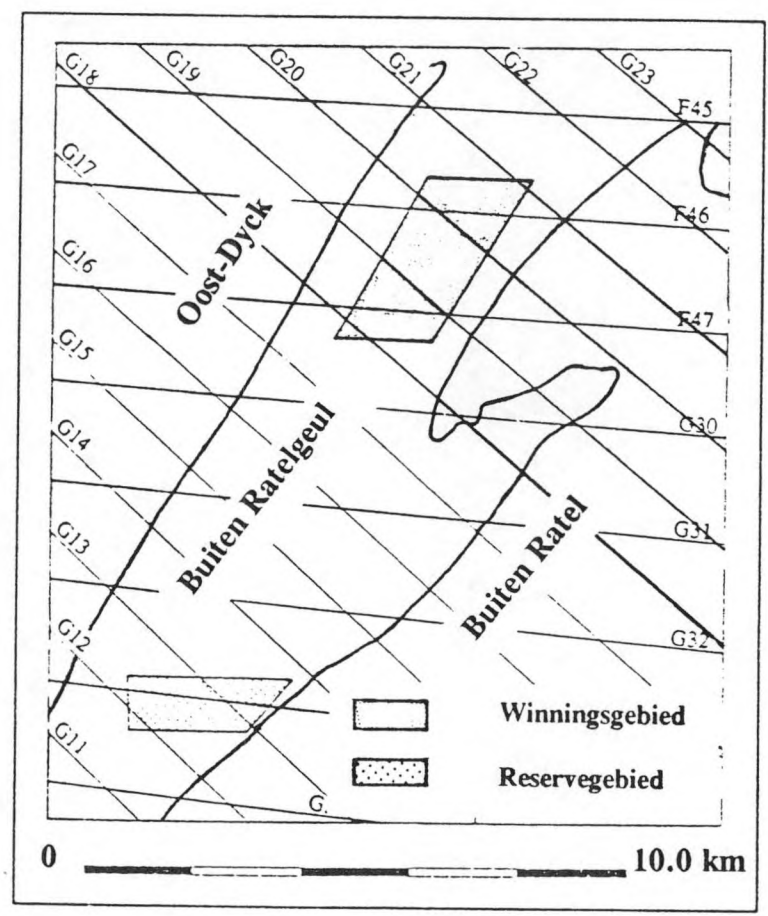 G18
G19
G20
G21
G22
G23
F45
G17
F46
Oost-Dyck
G16
F47
G15
G30
Buiten Ratelgeul
G14
G31
Buiten Ratel
G13
G32
G12
Winningsgebied
G11
Reservegebied
G.
0
10.0 km